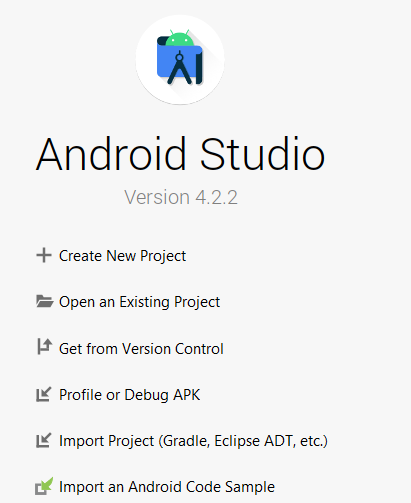 Android Studio
Version 4.2.2
Create New Project
Open an Existing Project
Get from Version Control
Profile or Debug APK
Import Project (Gradle, Eclipse ADT, etc.)
Import an Android Code Sample